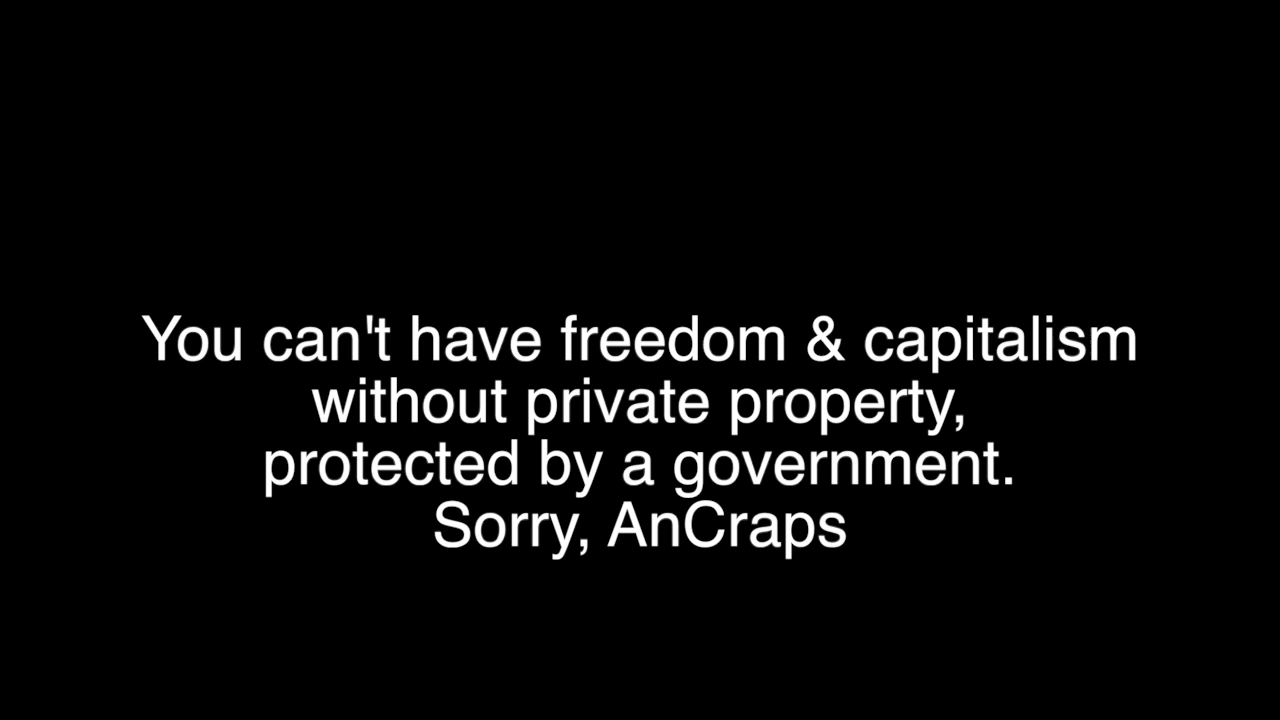 You can't have freedom & capitalism
without private property,
protected by a government.
Sorry, AnCraps